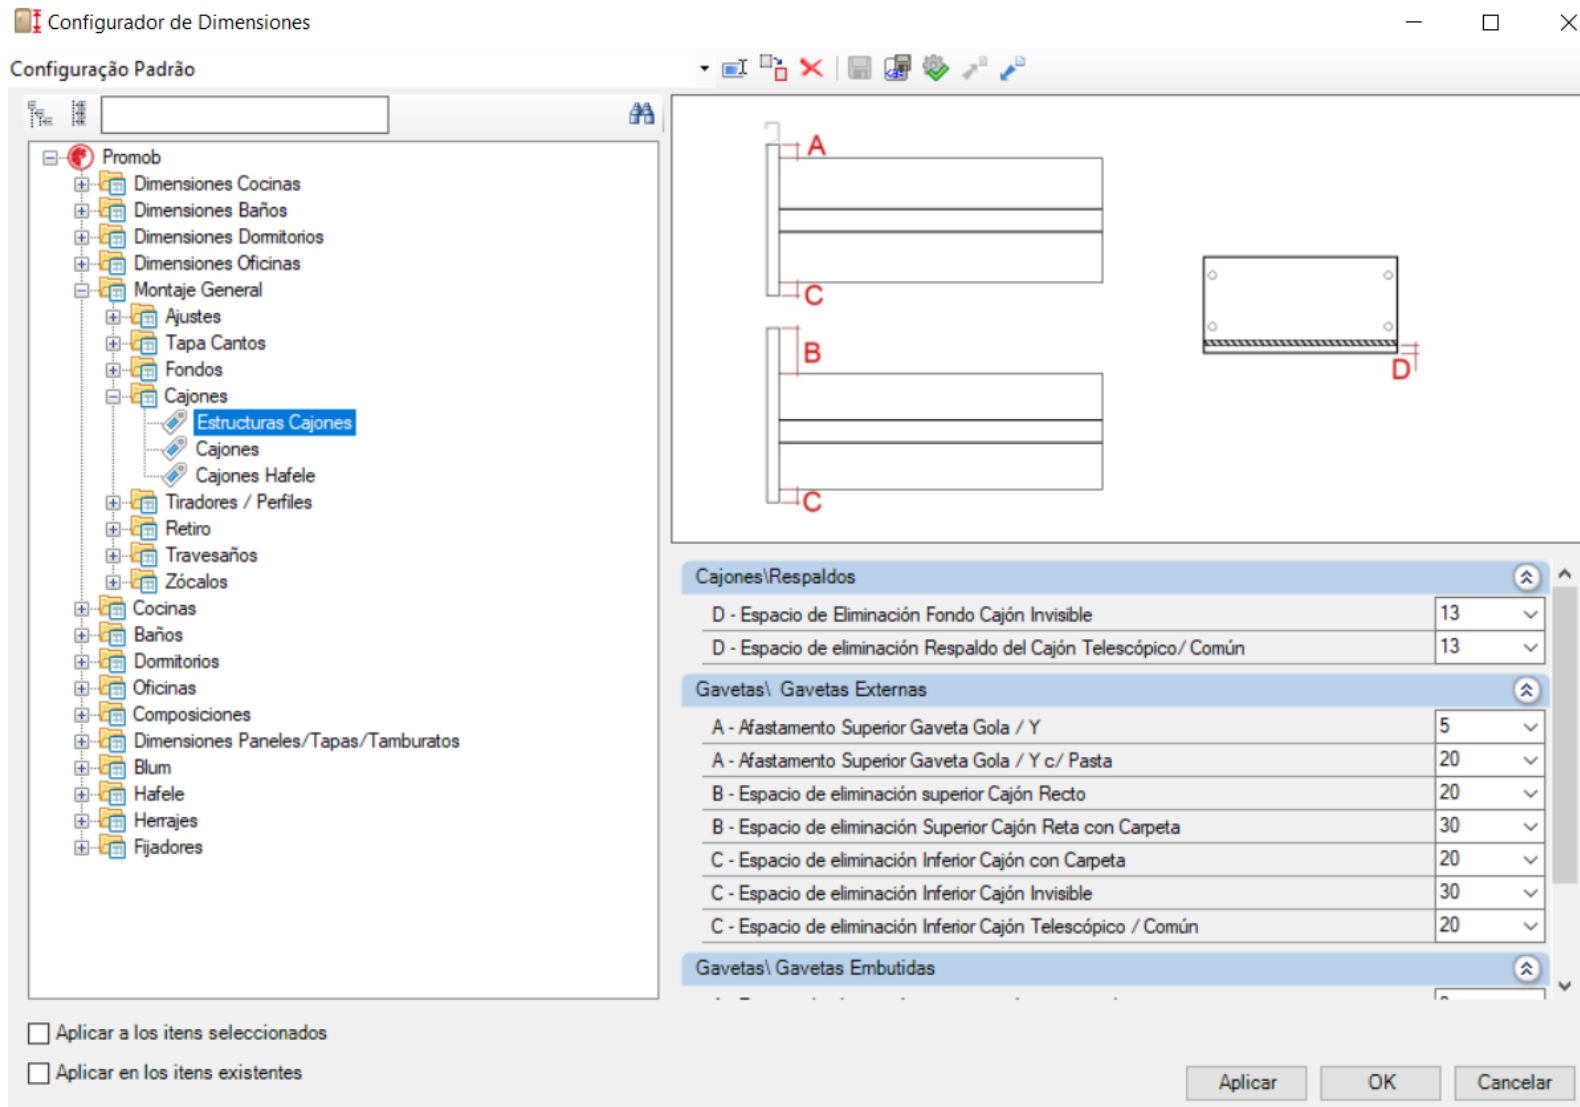 Configurador de Dimensiones
Configuração Padrão
Promob
Dimensiones Cocinas
Dimensiones Baños
Dimensiones Dormitorios
Dimensiones Oficinas
Montaje General
Ajustes
Tapa Cantos
Fondos
Cajones
Estructuras Cajones
Cajones
Cajones Hafele
Tiradores / Perfiles
Retiro
Travesaños
Zócalos
Cocinas
Baños
Dormitorios
Oficinas
Composiciones
Dimensiones Paneles/Tapas/Tamburatos
Blum
Hafele
Herrajes
Fijadores
A
C
B
C
D
Cajones\Respaldos
D - Espacio de Eliminación Fondo Cajón Invisible 13
D - Espacio de eliminación Respaldo del Cajón Telescópico/ Común 13
Gavetas\ Gavetas Externas
A - Afastamento Superior Gaveta Gola / Y 5
A - Afastamento Superior Gaveta Gola / Y c/ Pasta 20
B - Espacio de eliminación superior Cajón Recto 20
B - Espacio de eliminación Superior Cajón Reta con Carpeta 30
C - Espacio de eliminación Inferior Cajón con Carpeta 20
C - Espacio de eliminación Inferior Cajón Invisible 30
C - Espacio de eliminación Inferior Cajón Telescópico / Común 20
Gavetas\ Gavetas Embutidas
Aplicar a los itens seleccionados
Aplicar en los itens existentes
Aplicar OK Cancelar